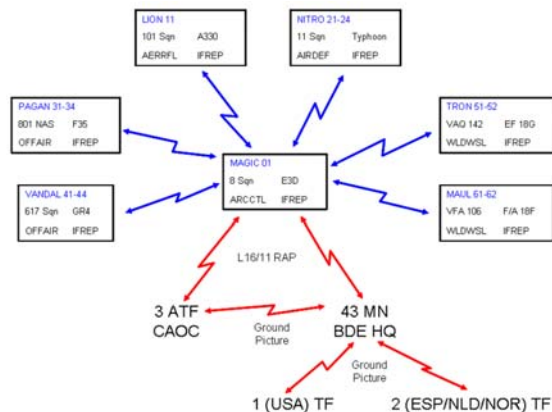 LION 11
101 Sqn A330
AERRFL IFREP
NITRO 21-24
11 Sqn Typhoon
AIRDEF IFREP
PAGAN 31-34
801 NAS F35
OFFAIR IFREP
TRON 51-52
VAQ 142 EF 18G
WLDWSL IFREP
MAGIC 01
8 Sqn E3D
ARCCTL IFREP
VANDAL 41-44
617 Sqn GR4
OFFAIR IFREP
MAUL 61-62
VFA 106 F/A 18F
WLDWSL IFREP
L16/11 RAP
3 ATF
CAOC
43 MN
BDE HQ
Ground
Picture
Ground
Picture
1 (USA) TF
2 (ESP/NLD/NOR) TF